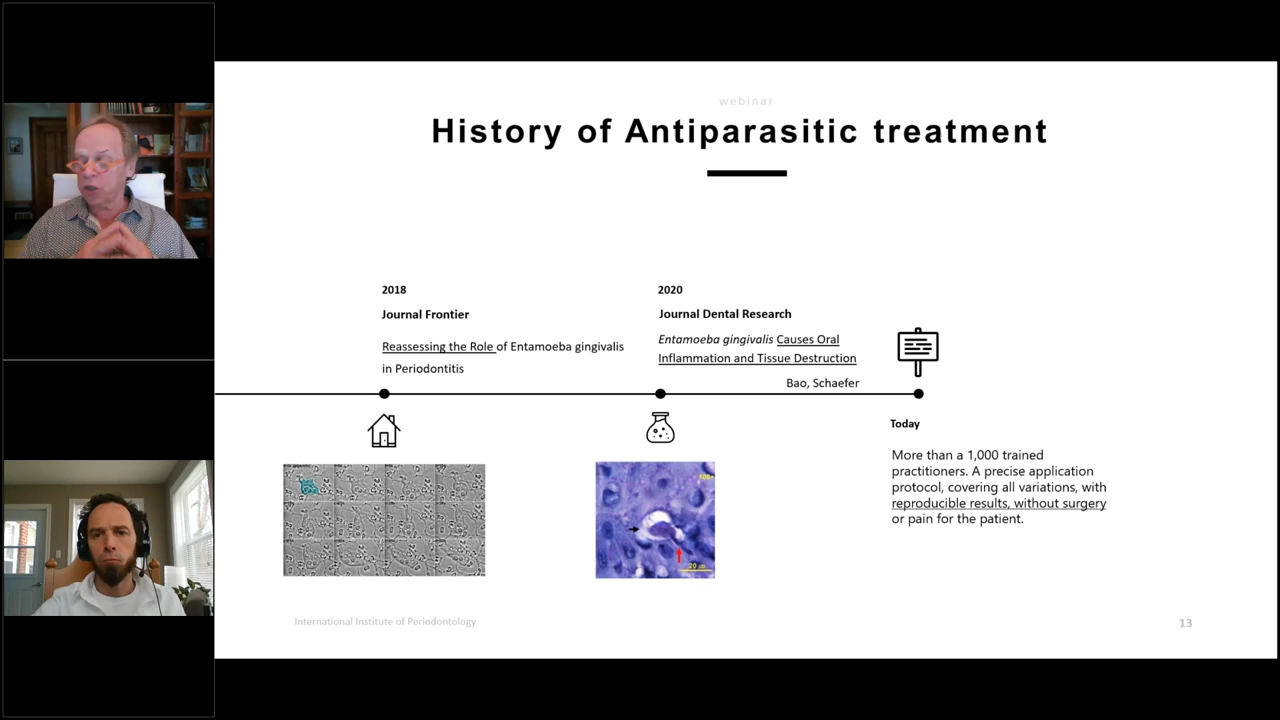 webinar
History of Antiparasitic treatment
2018
Journal Frontier
Reassessing the Role of Entamoeba gingivalis
in Periodontitis
2020
Journal Dental Research
Entamoeba gingivalis Causes Oral
Inflammation and Tissue Destruction
Bao, Schaefer
Today
More than a 1,000 trained
practitioners. A precise application
protocol, covering all variations, with
reproducible results, without surgery
or pain for the patient.
International Institute of Periodontology
13